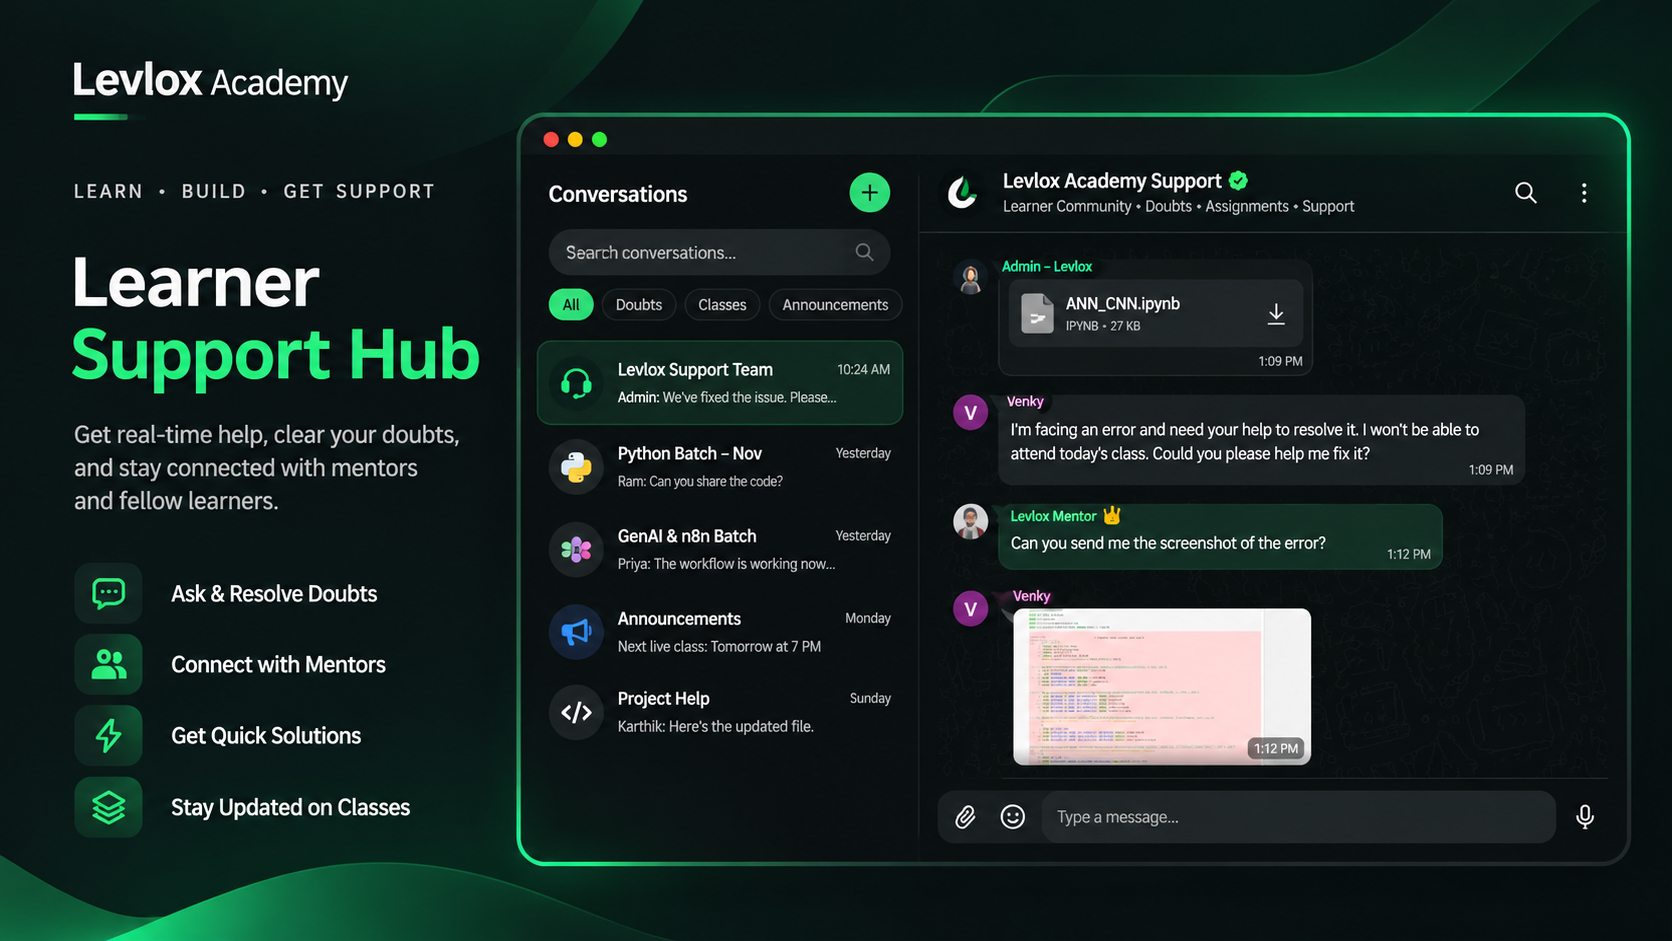 Levlox Academy
LEARN • BUILD • GET SUPPORT
Learner
Support Hub
Get real-time help, clear your doubts,
and stay connected with mentors
and fellow learners.
Ask & Resolve Doubts
Connect with Mentors
Get Quick Solutions
Stay Updated on Classes
Conversations
Search conversations...
All
Doubts
Classes
Announcements
Levlox Support Team
10:24 AM
Admin: We've fixed the issue. Please...
Python Batch – Nov
Yesterday
Ram: Can you share the code?
GenAI & n8n Batch
Yesterday
Priya: The workflow is working now...
Announcements
Monday
Next live class: Tomorrow at 7 PM
Project Help
Sunday
Karthik: Here's the updated file.
Levlox Academy Support
Learner Community • Doubts • Assignments • Support
Admin – Levlox
ANN_CNN.ipynb
IPYNB • 27 KB
1:09 PM
V
Venky
I'm facing an error and need your help to resolve it. I won't be able to
attend today's class. Could you please help me fix it?
1:09 PM
Levlox Mentor
Can you send me the screenshot of the error?
1:12 PM
V
Venky
1:12 PM
Type a message...